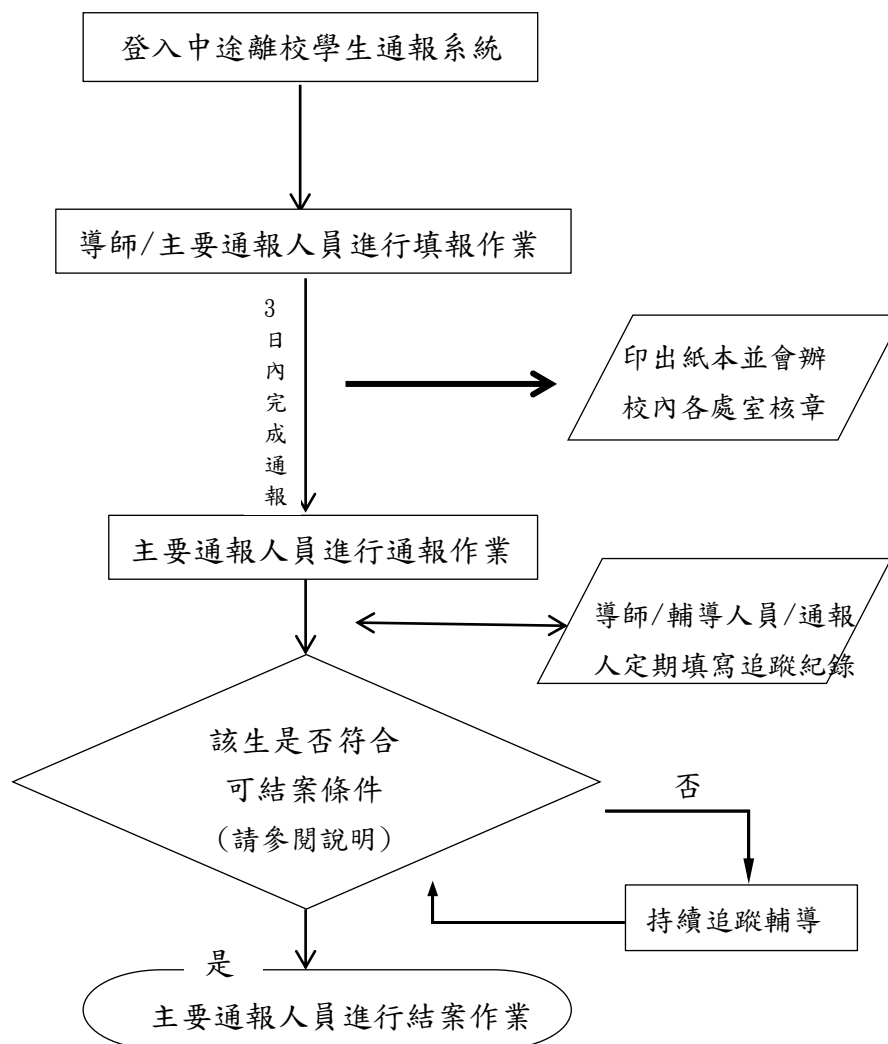 登入中途離校學生通報系統
導師/主要通報人員進行填報作業
3日內完成通報
印出紙本並會辦
校內各處室核章
主要通報人員進行通報作業
導師/輔導人員/通報
人定期填寫追蹤紀錄
該生是否符合
可結案條件
(請參閱說明)
否
持續追蹤輔導
是
主要通報人員進行結案作業